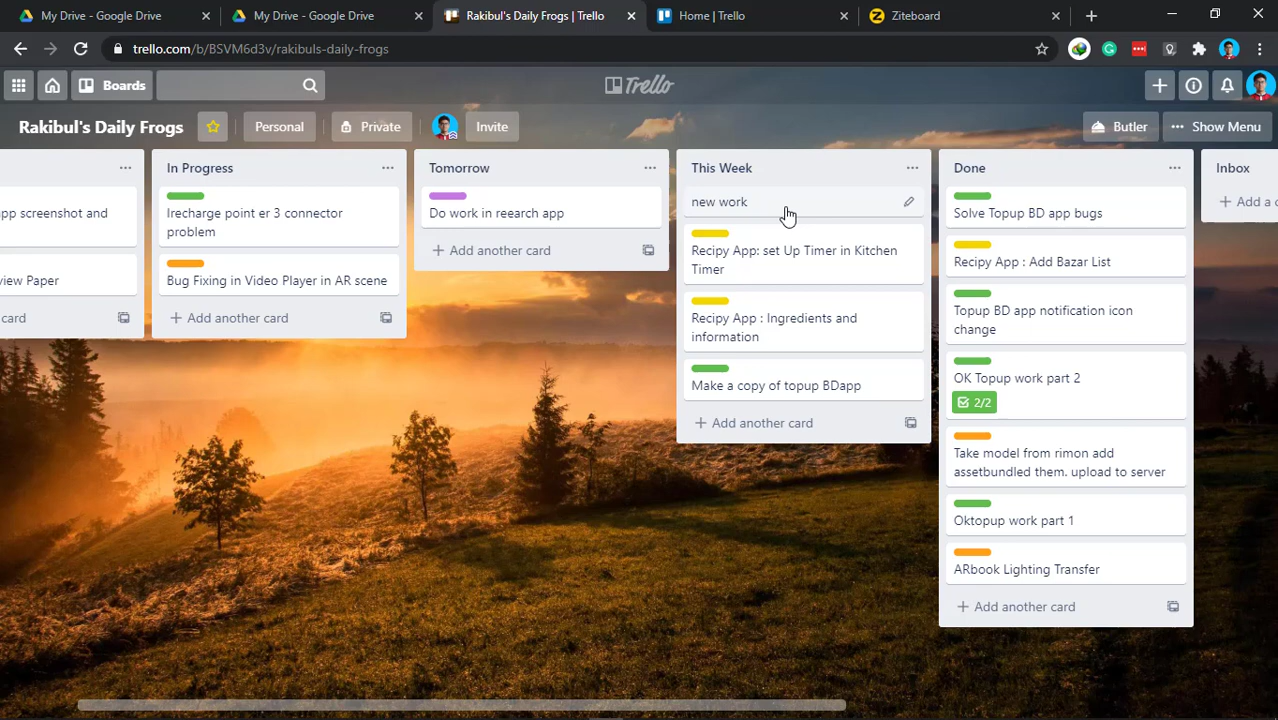 My Drive - Google Drive
My Drive - Google Drive
Rakibul's Daily Frogs | Trello
Home | Trello
Ziteboard
trello.com/b/BSVM6d3v/rakibuls-daily-frogs
Boards
Trello
Rakibul's Daily Frogs
Personal
Private
Invite
Butler
Show Menu
app screenshot and
view Paper
card
In Progress
Irecharge point er 3 connector
problem
Bug Fixing in Video Player in AR scene
Add another card
Tomorrow
Do work in reearch app
Add another card
This Week
new work
Recipy App: set Up Timer in Kitchen
Timer
Recipy App : Ingredients and
information
Make a copy of topup BDapp
Add another card
Done
Solve Topup BD app bugs
Recipy App : Add Bazar List
Topup BD app notification icon
change
OK Topup work part 2
2/2
Take model from rimon add
assetbundled them. upload to server
Oktopup work part 1
ARbook Lighting Transfer
Add another card
Inbox
Add a c